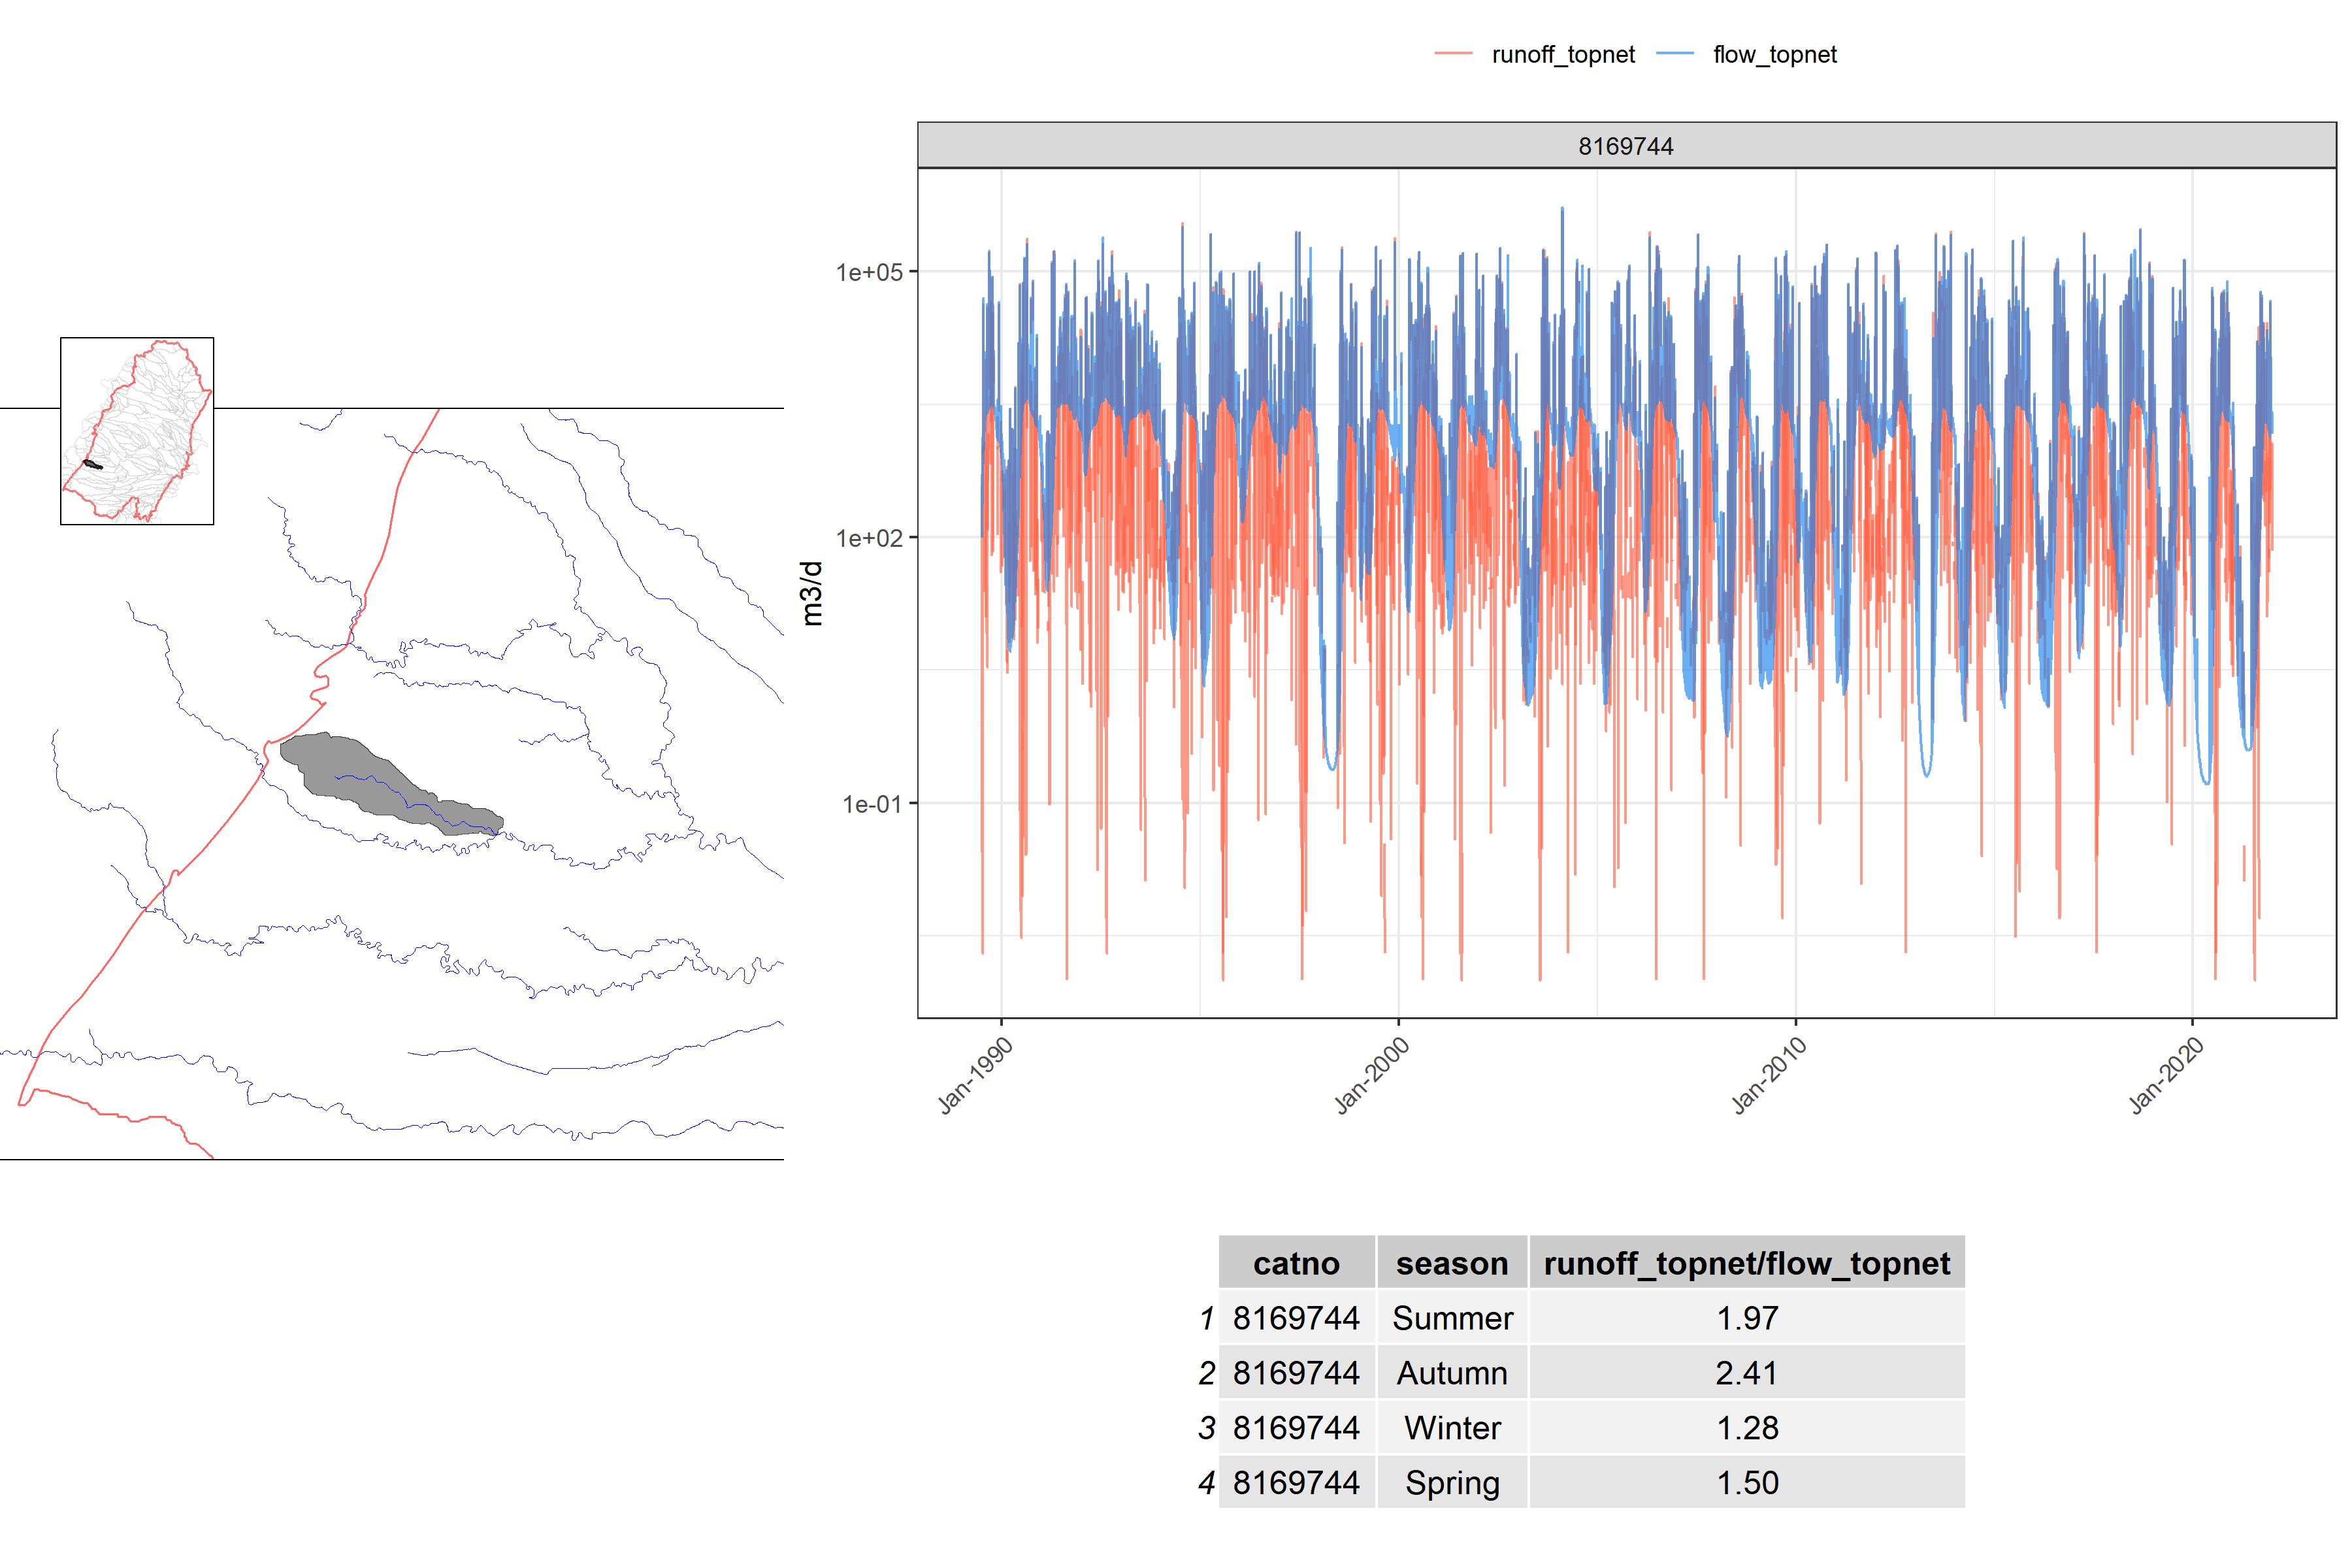 runoff_topnet flow_topnet
8169744
1e+05
1e+02
1e-01
m3/d
Jan-1990 Jan-2000 Jan-2010 Jan-2020
catno season runoff_topnet/flow_topnet
1 8169744 Summer 1.97
2 8169744 Autumn 2.41
3 8169744 Winter 1.28
4 8169744 Spring 1.50